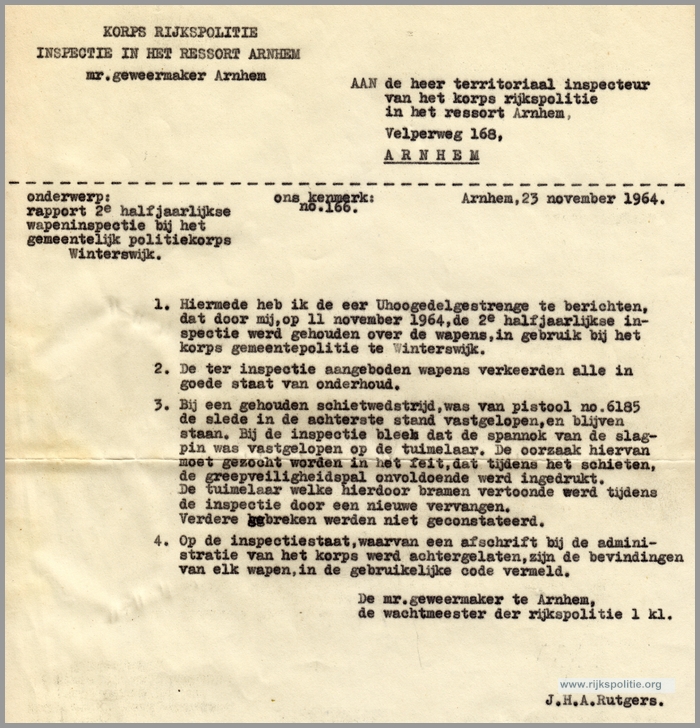 KORPS RIJKSPOLITIE
INSPECTIE IN HET RESSORT ARNHEM
mr.geweermaker Arnhem
AAN de heer territoriaal inspecteur
van het korps rijkspolitie
in het ressort Arnhem,
Velperweg 168,
A R N H E M
onderwerp:
rapport 2e halfjaarlijkse
wapeninspectie bij het
gemeentelijk politiekorps
Winterswijk.
ons kenmerk:
no.166.
Arnhem,23 november 1964.
1. Hiermede heb ik de eer Uhoogedelgestrenge te berichten,
dat door mij,op 11 november 1964,de 2e halfjaarlijkse in-
spectie werd gehouden over de wapens,in gebruik bij het
korps gemeentepolitie te Winterswijk.
2. De ter inspectie aangeboden wapens verkeerden alle in
goede staat van onderhoud.
3. Bij een gehouden schietwedstrijd,was van pistool no.6185
de slede in de achterste stand vastgelopen,en blijven
staan. Bij de inspectie bleek dat de spannok van de slag-
pin was vastgelopen op de tuimelaar. De oorzaak hiervan
moet gezocht worden in het feit,dat tijdens het schieten,
de greepveiligheidspal onvoldoende werd ingedrukt.
De tuimelaar welke hierdoor bramen vertoonde werd tijdens
de inspectie door een nieuwe vervangen.
Verdere gebreken werden niet geconstateerd.
4. Op de inspectiestaat,waarvan een afschrift bij de admini-
stratie van het korps werd achtergelaten,zijn de bevindingen
van elk wapen,in de gebruikelijke code vermeld.
De mr.geweermaker te Arnhem,
de wachtmeester der rijkspolitie 1 kl.
www.rijkspolitie.org
J.H.A.Rutgers.